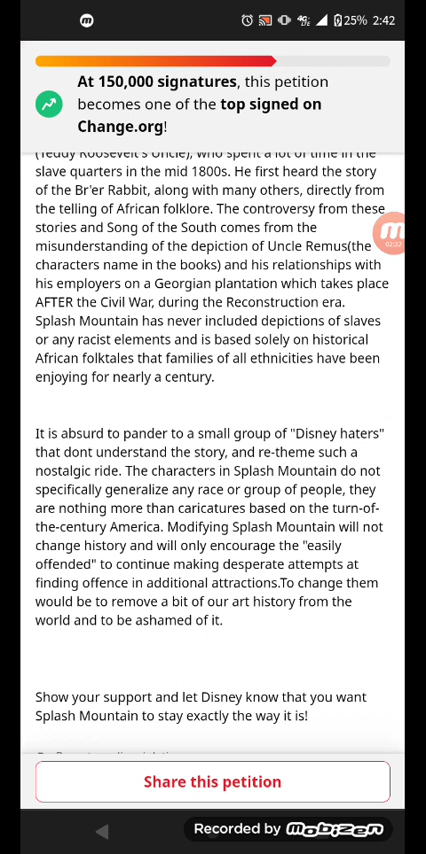 25% 2:42
At 150,000 signatures, this petition
becomes one of the top signed on
Change.org!
(Teddy Roosevelt's Uncle), who spent a lot of time in the
slave quarters in the mid 1800s. He first heard the story
of the Br'er Rabbit, along with many others, directly from
the telling of African folklore. The controversy from these
stories and Song of the South comes from the
misunderstanding of the depiction of Uncle Remus(the
02:22
characters name in the books) and his relationships with
his employers on a Georgian plantation which takes place
AFTER the Civil War, during the Reconstruction era.
Splash Mountain has never included depictions of slaves
or any racist elements and is based solely on historical
African folktales that families of all ethnicities have been
enjoying for nearly a century.
It is absurd to pander to a small group of "Disney haters"
that dont understand the story, and re-theme such a
nostalgic ride. The characters in Splash Mountain do not
specifically generalize any race or group of people, they
are nothing more than caricatures based on the turn-of-
the-century America. Modifying Splash Mountain will not
change history and will only encourage the "easily
offended" to continue making desperate attempts at
finding offence in additional attractions.To change them
would be to remove a bit of our art history from the
world and to be ashamed of it.
Show your support and let Disney know that you want
Splash Mountain to stay exactly the way it is!
Share this petition
Recorded by mobizen